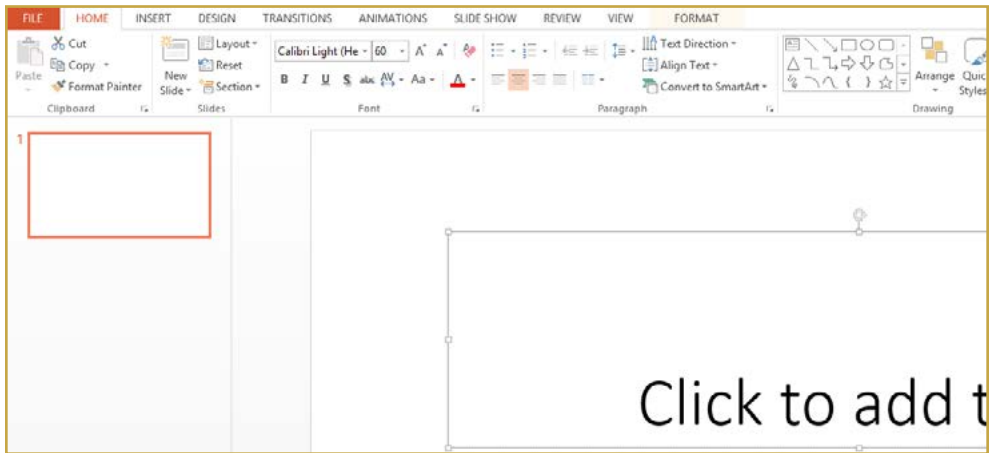 FILE HOME INSERT DESIGN TRANSITIONS ANIMATIONS SLIDE SHOW REVIEW VIEW FORMAT
Cut
Copy
Format Painter
Paste
Clipboard
New
Slide
Layout
Reset
Section
Slides
Calibri Light (He 60 A A
B I U S abc AV Aa A
Font
Text Direction
Align Text
Convert to SmartArt
Paragraph
Arrange
Quic
Styles
Drawing
1
Click to add t